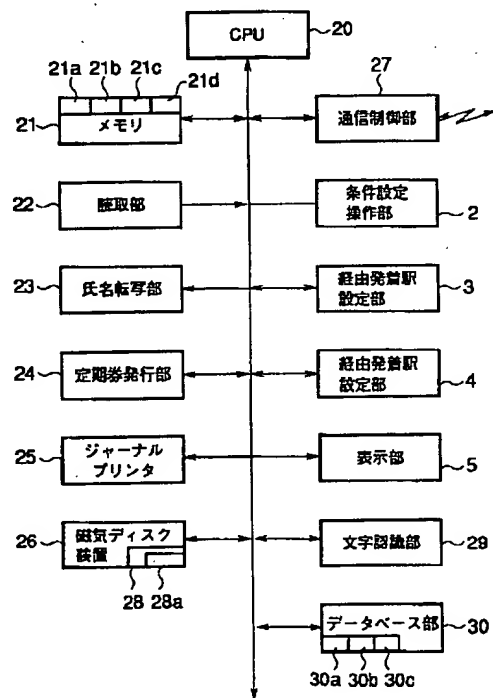 CPU
20
21a 21b 21c 21d
メモリ
21
27
通信制御部
読取部
22
条件設定
操作部
2
氏名転写部
23
経由発着駅
設定部
3
定期券発行部
24
経由発着駅
設定部
4
ジャーナル
プリンタ
25
表示部
5
磁気ディスク
装置
26
28 28a
文字認識部
29
データベース部
30
30a 30b 30c